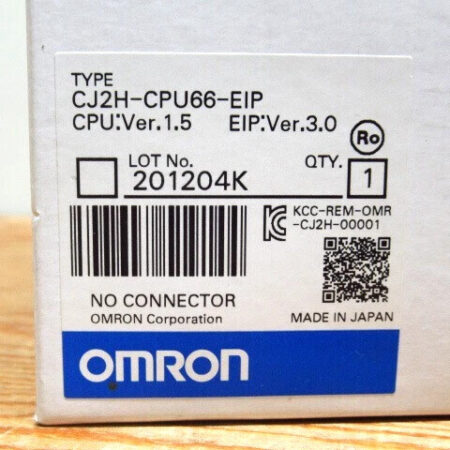 TYPE
CJ2H-CPU66-EIP
CPU:Ver.1.5 EIP:Ver.3.0
Ro
LOT No. QTY.
201204K 1
KCC-REM-OMR
-CJ2H-00001
NO CONNECTOR
OMRON Corporation MADE IN JAPAN
OMRON